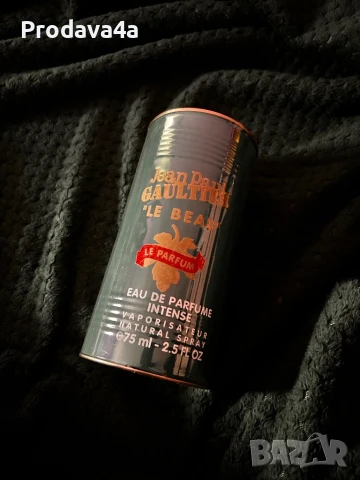 Prodava4a
Jean Paul
GAULTIER
"LE BEAU"
LE PARFUM
EAU DE PARFUME
INTENSE
VAPORISATEUR
NATURAL SPRAY
℮75 ml - 2.5 fl OZ
BAZAR